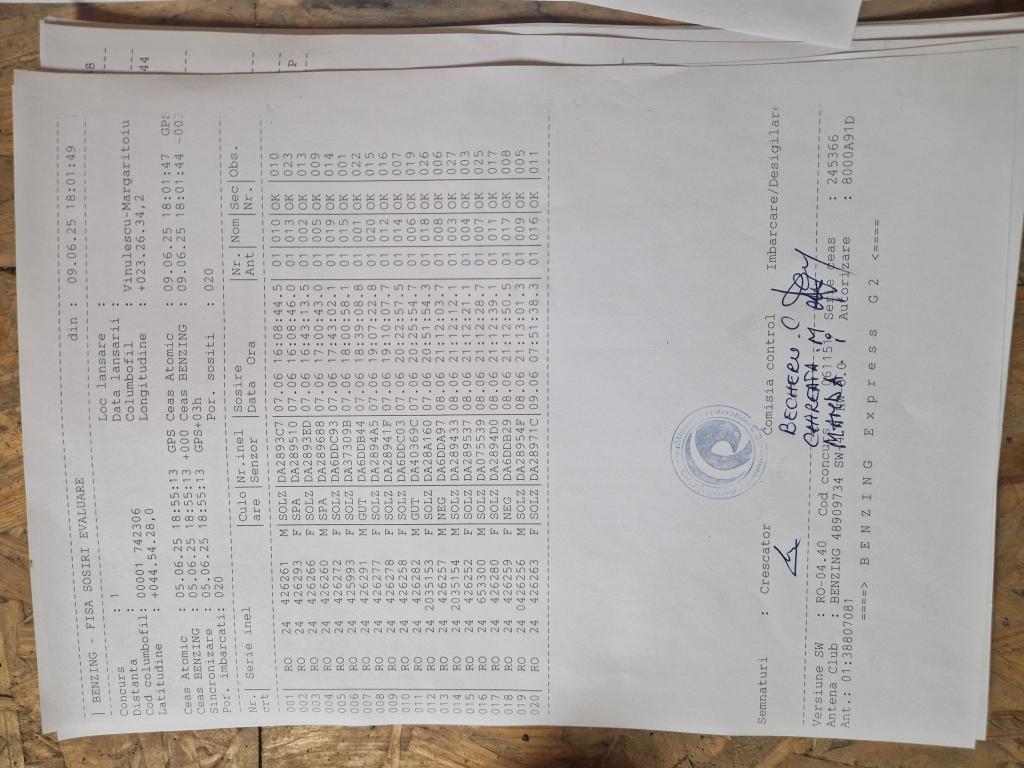 BENZING - FISA SOSIRI EVALUARE din : 09.06.25 18:01:49
Concurs : 1 Loc lansare :
Distanta : Data lansarii :
Cod columbofil: 00001 742306 Columbofil : Vinulescu-Margaritoiu
Latitudine : +044.54.28,0 Longitudine : +023.26.34,2
Ceas Atomic : 05.06.25 18:55:13 GPS Ceas Atomic : 09.06.25 18:01:47 GPS
Ceas BENZING : 05.06.25 18:55:13 +000 Ceas BENZING : 09.06.25 18:01:44 -003
Sincronizare : 05.06.25 18:55:13 GPS+03h
Por. imbarcati: 020 Por. sositi : 020
Nr.| Serie inel |Culo|Nr.inel |Sosire |Nr.|Nom|Sec|Obs.
crt| |are |Senzor |Data Ora |Ant| |Nr.|
001| RO 24 426261 M|SOLZ|DA2893C7|07.06 16:08:44.5| 01|010|OK |010
002| RO 24 426293 F|SPA |DA289510|07.06 16:08:46.0| 01|013|OK |023
003| RO 24 426266 F|SOLZ|DA2893ED|07.06 16:43:13.5| 01|002|OK |013
004| RO 24 426260 M|SPA |DA289688|07.06 17:00:43.0| 01|005|OK |009
005| RO 24 426272 F|SOLZ|DA6DDC93|07.06 17:43:02.1| 01|019|OK |014
006| RO 24 425993 F|SOLZ|DA37309B|07.06 18:00:58.1| 01|015|OK |001
007| RO 24 426291 M|GUT |DA6DDB44|07.06 18:39:08.8| 01|001|OK |022
008| RO 24 426277 F|SOLZ|DA2894A5|07.06 19:07:22.8| 01|020|OK |015
009| RO 24 426278 F|SOLZ|DA28941F|07.06 19:10:08.8| 01|012|OK |016
010| RO 24 426258 F|SOLZ|DA6DDC03|07.06 20:22:57.5| 01|014|OK |007
011| RO 24 426282 M|GUT |DA40369C|07.06 20:25:54.7| 01|006|OK |019
012| RO 24 2035153 F|SOLZ|DA28A160|07.06 20:51:54.3| 01|018|OK |026
013| RO 24 426257 M|NEG |DA6DDA97|08.06 21:12:03.7| 01|008|OK |006
014| RO 24 2035154 M|SOLZ|DA289433|08.06 21:12:12.1| 01|003|OK |027
015| RO 24 426252 F|SOLZ|DA289537|08.06 21:12:21.1| 01|004|OK |003
016| RO 24 653300 M|SOLZ|DA075539|08.06 21:12:28.7| 01|007|OK |025
017| RO 24 426280 F|SOLZ|DA2894D0|08.06 21:12:39.1| 01|011|OK |017
018| RO 24 426259 F|NEG |DA6DDB29|08.06 21:12:50.5| 01|017|OK |008
019| RO 24 0426256 M|SOLZ|DA28954F|08.06 21:13:01.3| 01|009|OK |005
020| RO 24 426263 F|SOLZ|DA28971C|09.06 07:51:38.3| 01|016|OK |011
Semnaturi : Crescator Comisia control Imbarcare/Desigilare
BECHERU C.
CHAREATA M.
Versiune SW : RO-04.40 Cod concurs Serie ceas : 245366
Antena Club : BENZING 48909734 Autorizare : 8000A91D
Ant.: 01:38807081
====> B E N Z I N G E x p r e s s G 2 <====